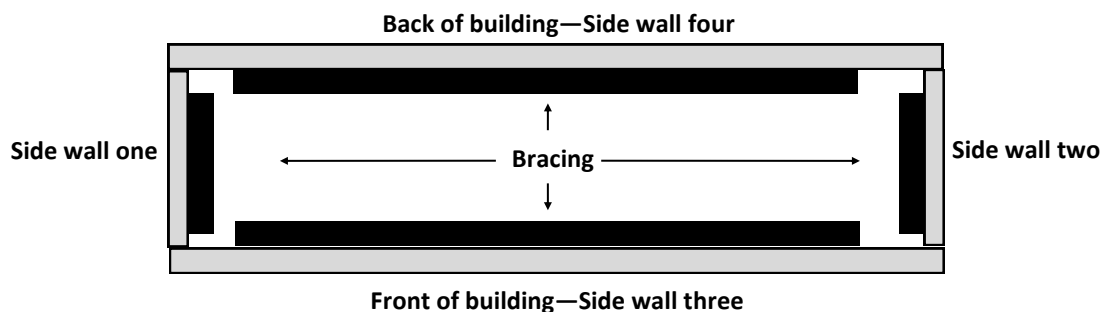 Back of building—Side wall four
Side wall one
Bracing
Side wall two
Front of building—Side wall three